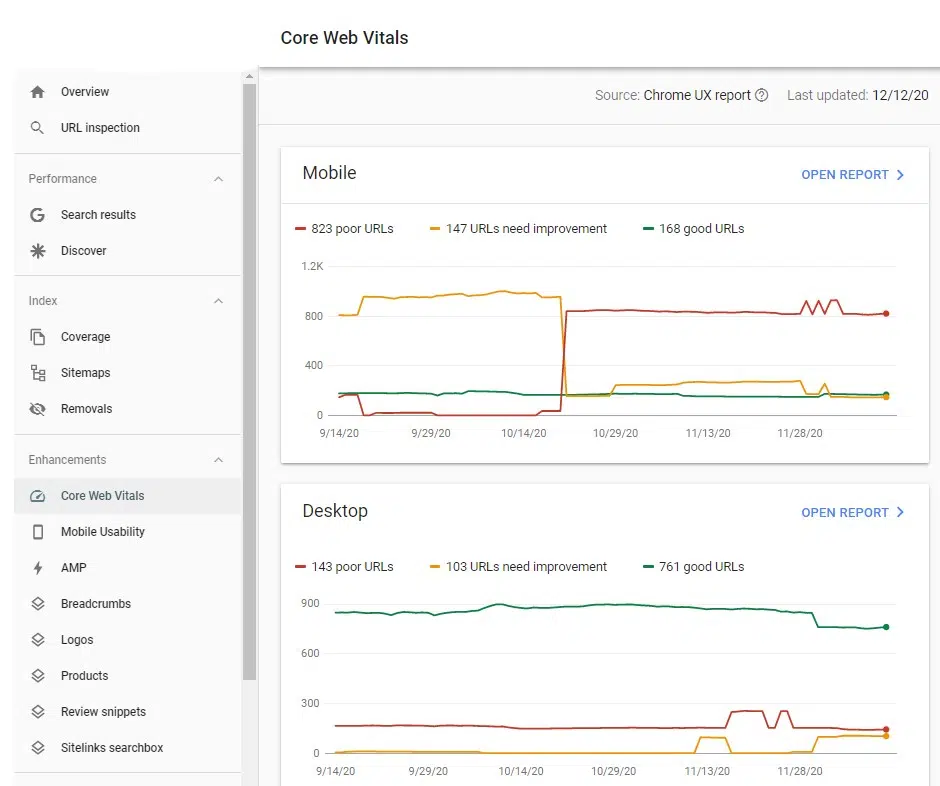 Core Web Vitals
Overview
URL inspection
Performance
Search results
Discover
Index
Coverage
Sitemaps
Removals
Enhancements
Core Web Vitals
Mobile Usability
AMP
Breadcrumbs
Logos
Products
Review snippets
Sitelinks searchbox
Source: Chrome UX report ? Last updated: 12/12/20
Mobile OPEN REPORT
823 poor URLs 147 URLs need improvement 168 good URLs
1.2K
800
400
0
9/14/20 9/29/20 10/14/20 10/29/20 11/13/20 11/28/20
Desktop OPEN REPORT
143 poor URLs 103 URLs need improvement 761 good URLs
900
600
300
0
9/14/20 9/29/20 10/14/20 10/29/20 11/13/20 11/28/20